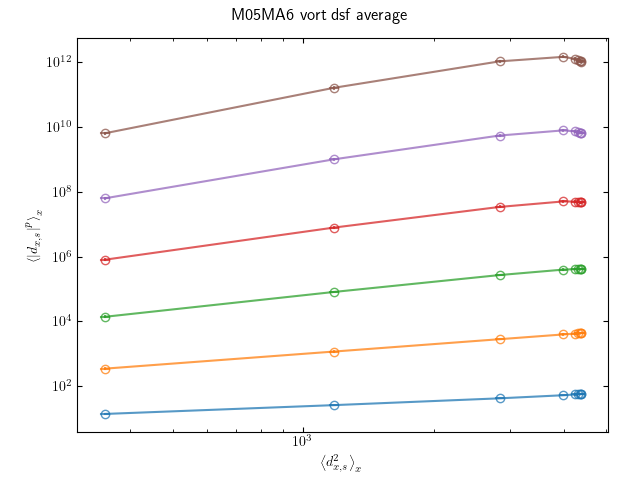 M05MA6 vort dsf average
10^{12}
10^{10}
10^8
10^6
10^4
10^2
⟨|d_{x,s}|^p⟩_x
10^3
⟨d_{x,s}^2⟩_x